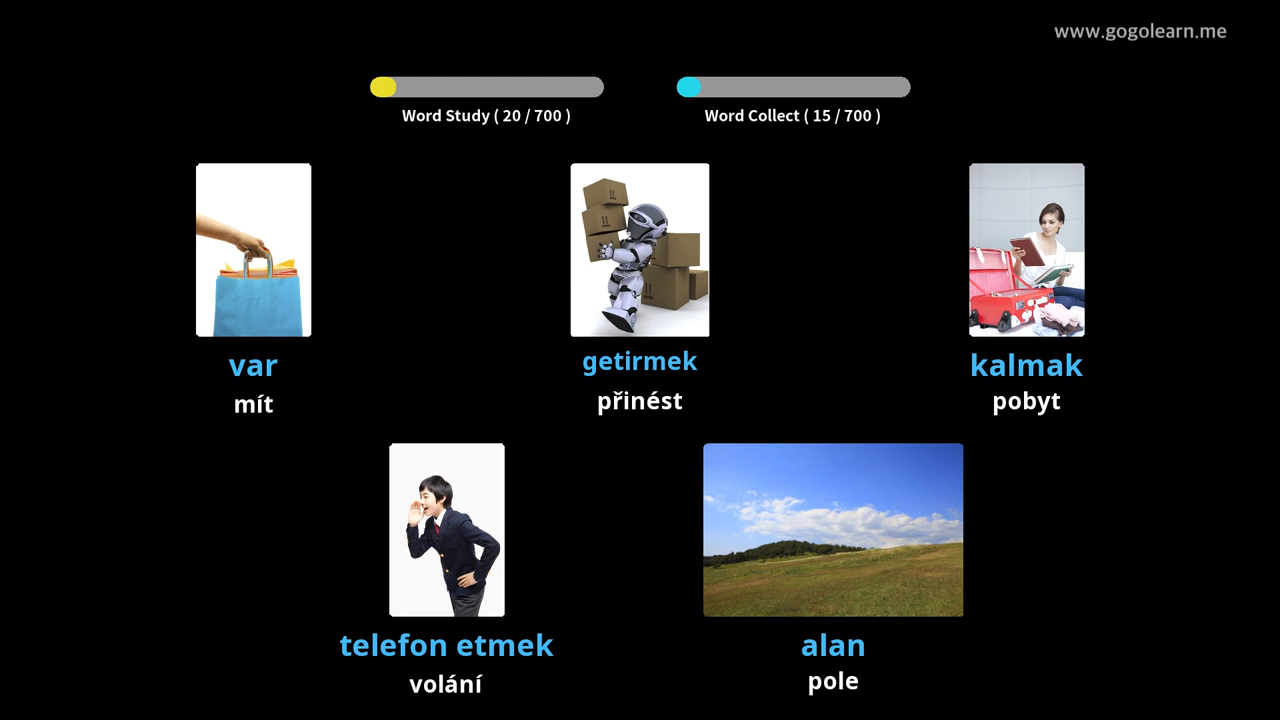 www.gogolearn.me
Word Study ( 20 / 700 )
Word Collect ( 15 / 700 )
var
mít
getirmek
přinést
kalmak
pobyt
telefon etmek
volání
alan
pole